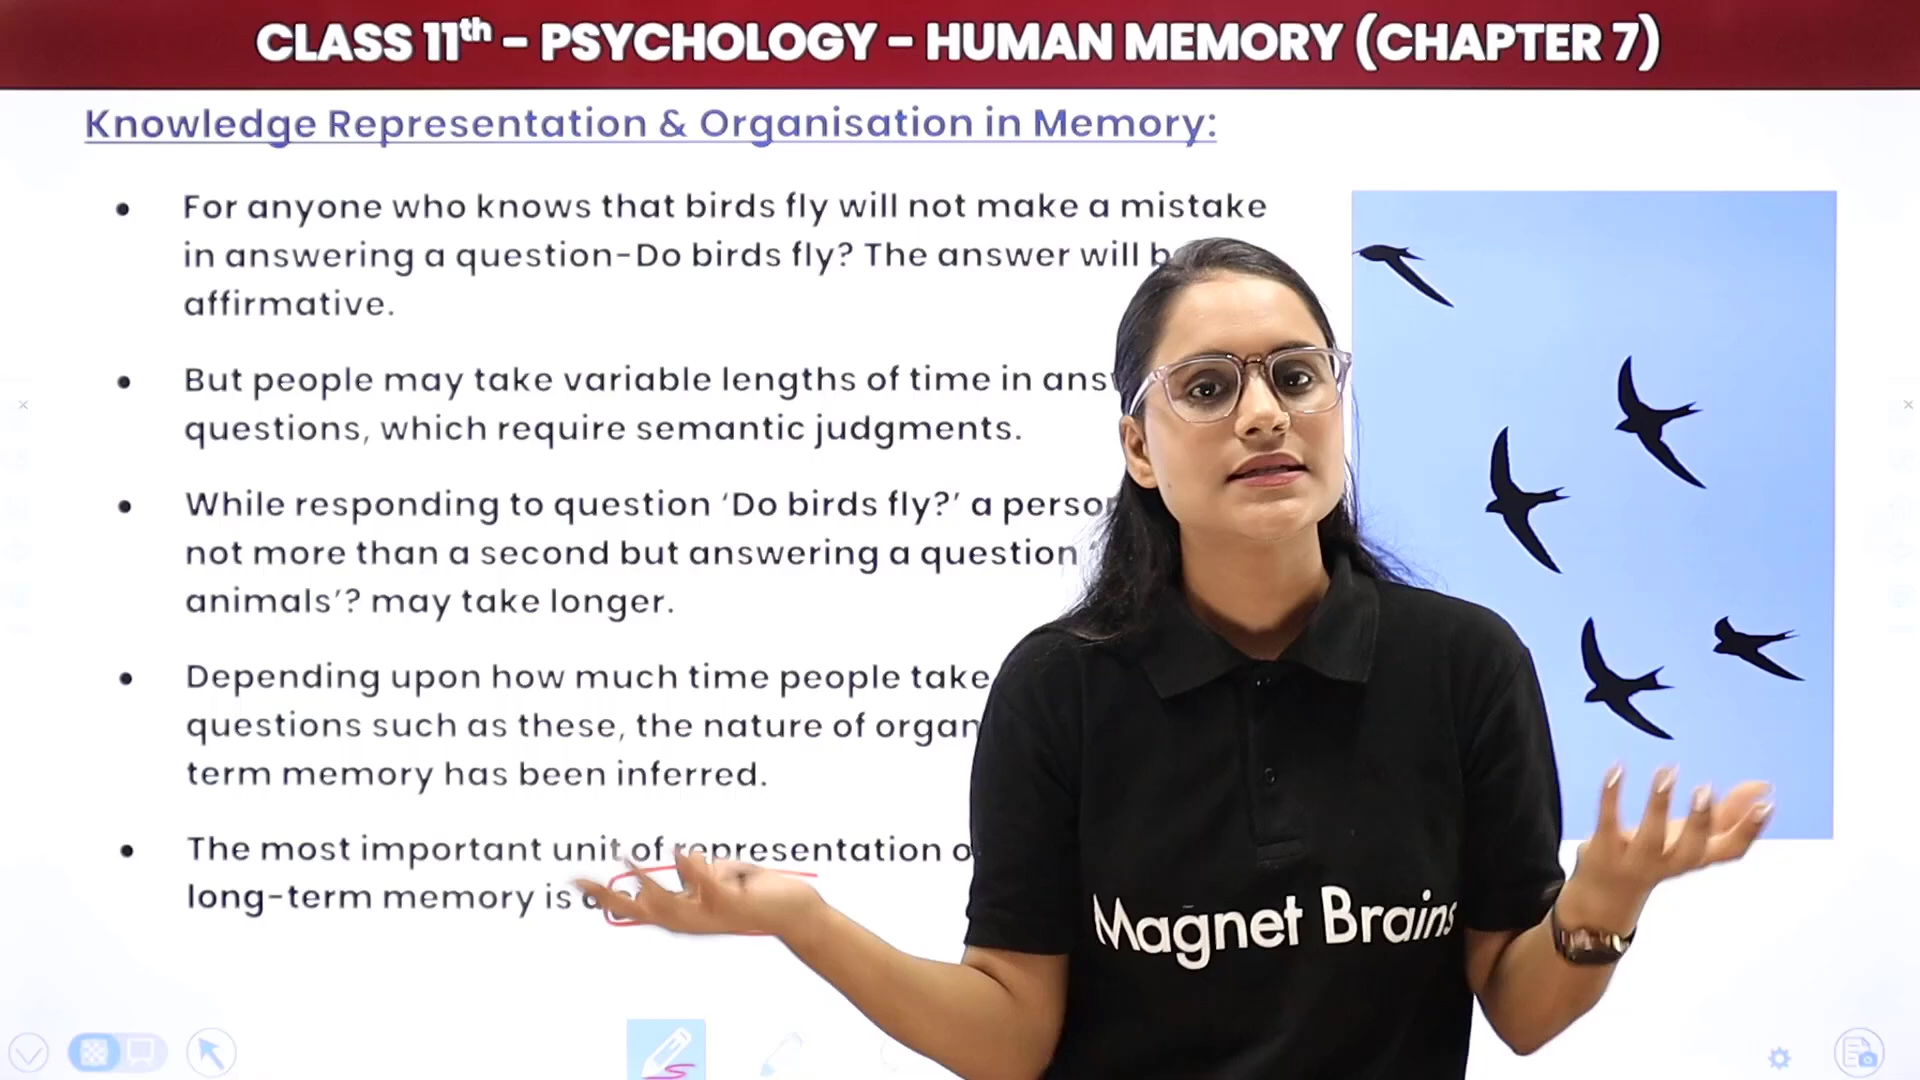 CLASS 11th - PSYCHOLOGY - HUMAN MEMORY (CHAPTER 7)
Knowledge Representation & Organisation in Memory:
• For anyone who knows that birds fly will not make a mistake
in answering a question-Do birds fly? The answer will
affirmative.
• But people may take variable lengths of time in
questions, which require semantic judgments.
• While responding to question ‘Do birds fly?’ a
not more than a second but answering a question
animals’? may take longer.
• Depending upon how much time people take
questions such as these, the nature of
term memory has been inferred.
• The most important unit of representation
long-term memory is
Magnet Brains